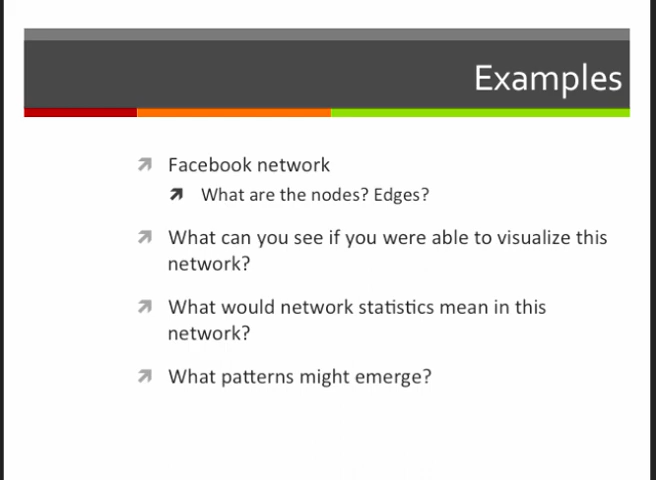 Examples
Facebook network
What are the nodes? Edges?
What can you see if you were able to visualize this
network?
What would network statistics mean in this
network?
What patterns might emerge?